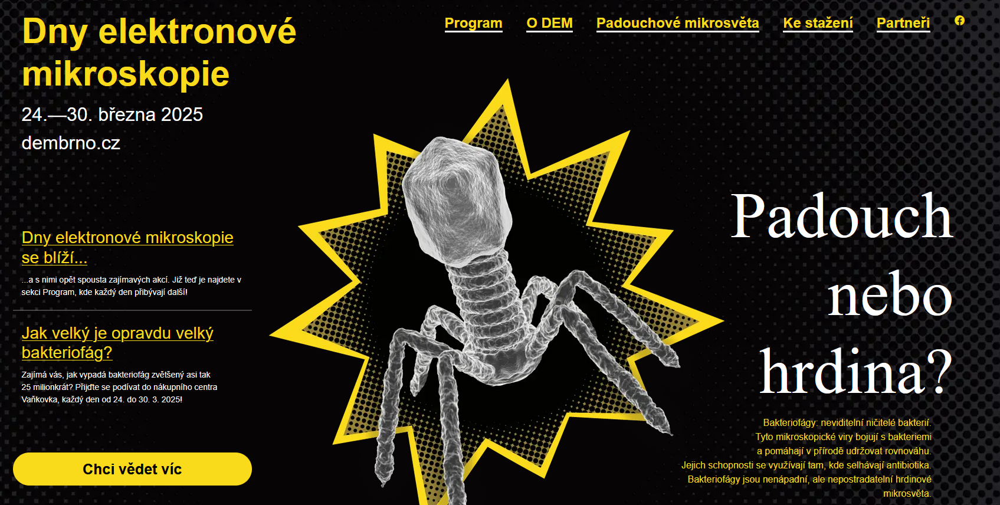 Dny elektronové
mikroskopie
24.—30. března 2025
dembrno.cz
Program
O DEM
Padouchové mikrosvěta
Ke stažení
Partneři
Dny elektronové mikroskopie
se blíží...
...a s nimi opět spousta zajímavých akcí. Již teď je najdete v
sekci Program, kde každý den přibývají další!
Jak velký je opravdu velký
bakteriofág?
Zajímá vás, jak vypadá bakteriofág zvětšený asi tak
25 milionkrát? Přijďte se podívat do nákupního centra
Vaňkovka, každý den od 24. do 30. 3. 2025!
Chci vědet víc
Padouch
nebo
hrdina?
Bakteriofágy: neviditelní ničitelé bakterií.
Tyto mikroskopické viry bojují s bakteriemi
a pomáhají v přírodě udržovat rovnováhu.
Jejich schopnosti se využívají tam, kde selhávají antibiotika.
Bakteriofágy jsou nenápadní, ale nepostradatelní hrdinové
mikrosvěta.